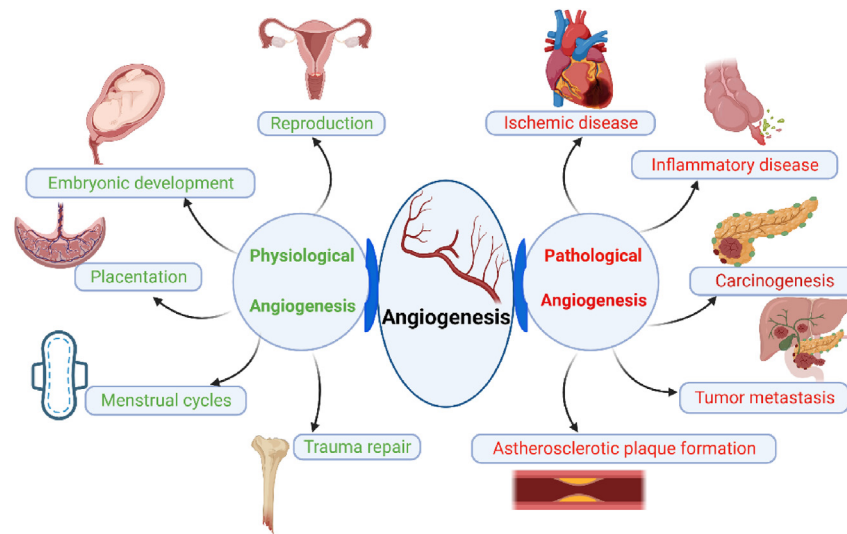 Reproduction
Ischemic disease
Inflammatory disease
Embryonic development
Physiological
Angiogenesis
Pathological
Angiogenesis
Placentation
Carcinogenesis
Angiogenesis
Menstrual cycles
Tumor metastasis
Trauma repair
Astherosclerotic plaque formation